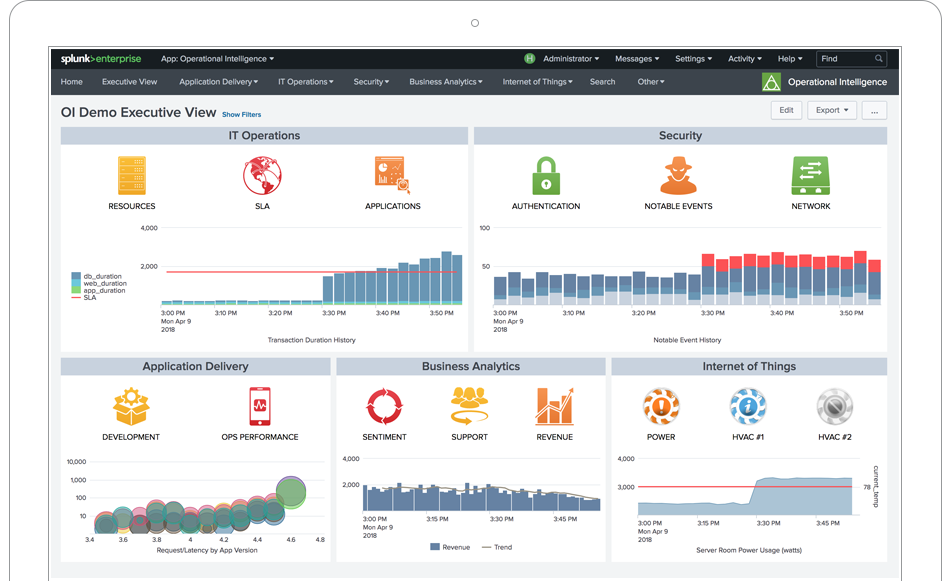 splunk>enterprise App: Operational Intelligence H Administrator Messages Settings Activity Help Find
Home Executive View Application Delivery IT Operations Security Business Analytics Internet of Things Search Other Operational Intelligence
OI Demo Executive View Show Filters Edit Export ...
IT Operations
RESOURCES SLA APPLICATIONS
4,000
2,000
db_duration
web_duration
app_duration
SLA
3:00 PM 3:10 PM 3:20 PM 3:30 PM 3:40 PM 3:50 PM
Mon Apr 9
2018
Transaction Duration History
Security
AUTHENTICATION NOTABLE EVENTS NETWORK
100
50
3:00 PM 3:10 PM 3:20 PM 3:30 PM 3:40 PM 3:50 PM
Mon Apr 9
2018
Notable Event History
Application Delivery
DEVELOPMENT OPS PERFORMANCE
10,000
1,000
100
10
3.4 3.6 3.8 4.0 4.2 4.4 4.6 4.8
Request/Latency by App Version
Business Analytics
SENTIMENT SUPPORT REVENUE
4,000
2,000
3:00 PM 3:15 PM 3:30 PM 3:45 PM
Mon Apr 9
2018
Revenue Trend
Internet of Things
POWER HVAC #1 HVAC #2
4,000
3,000
78
current_temp
3:00 PM 3:15 PM 3:30 PM 3:45 PM
Mon Apr 9
2018
Server Room Power Usage (watts)